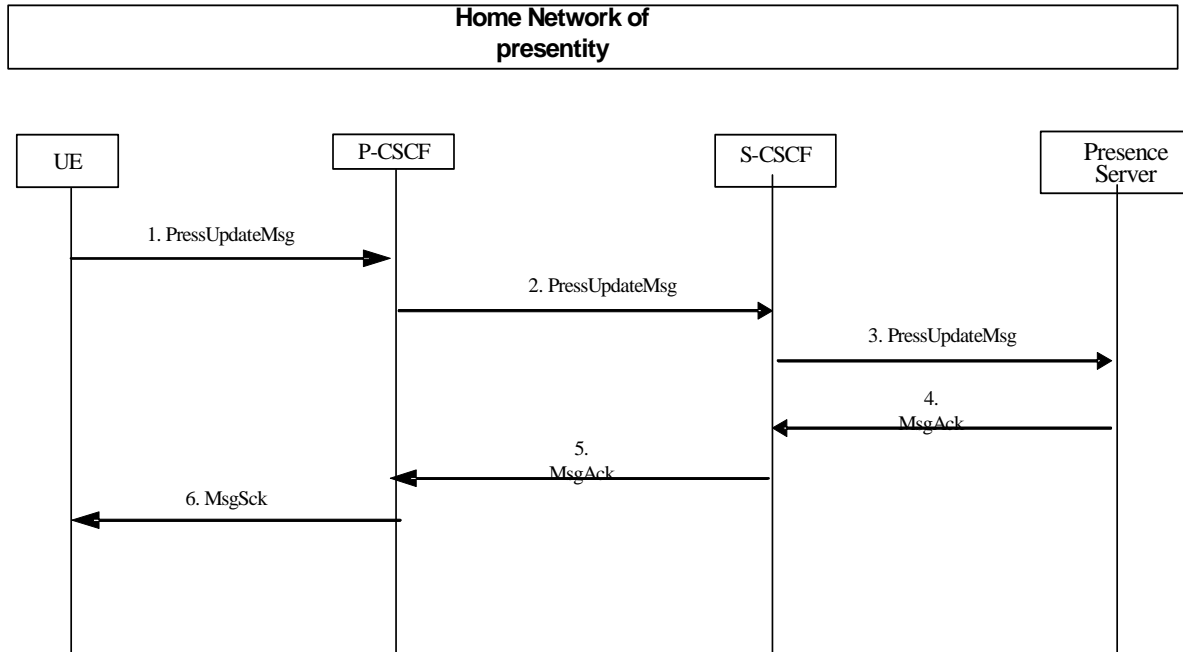 Home Network of
presentity
UE
P-CSCF
S-CSCF
Presence
Server
1. PressUpdateMsg
2. PressUpdateMsg
3. PressUpdateMsg
4.
MsgAck
5.
MsgAck
6. MsgSck